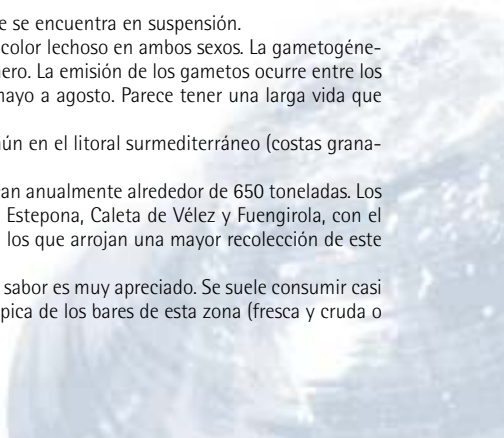 e se encuentra en suspensión.
color lechoso en ambos sexos. La gametogéne-
nero. La emisión de los gametos ocurre entre los
mayo a agosto. Parece tener una larga vida que
ún en el litoral surmediterráneo (costas grana-
an anualmente alrededor de 650 toneladas. Los
Estepona, Caleta de Vélez y Fuengirola, con el
los que arrojan una mayor recolección de este
sabor es muy apreciado. Se suele consumir casi
pica de los bares de esta zona (fresca y cruda o